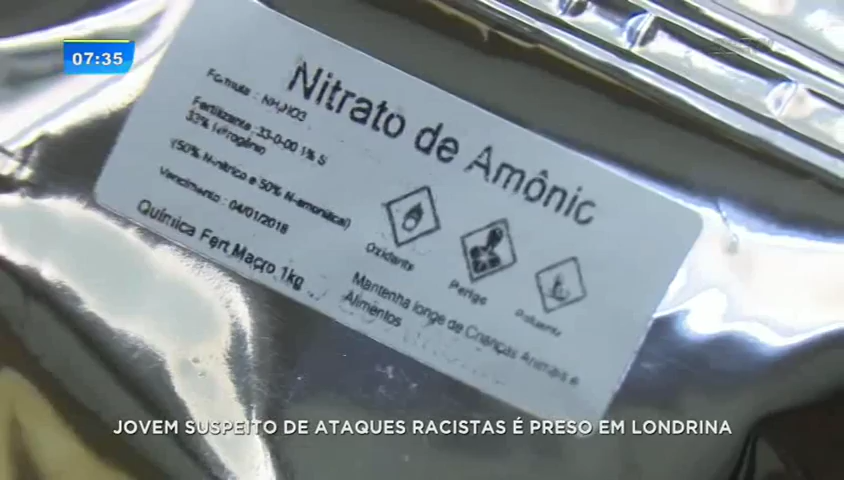 07:35
Nitrato de Amônic
Formula : NH4NO3
Fertilizante 33-0-00 1% S
33% Nitrogênio
(50% N-nítrico e 50% N-amoniacal)
Vencimento : 04/01/2018
Química Fert Macro 1kg
Oxidante
Perigo
Poluente
Mantenha longe de Crianças Animais e
Alimentos
JOVEM SUSPEITO DE ATAQUES RACISTAS É PRESO EM LONDRINA